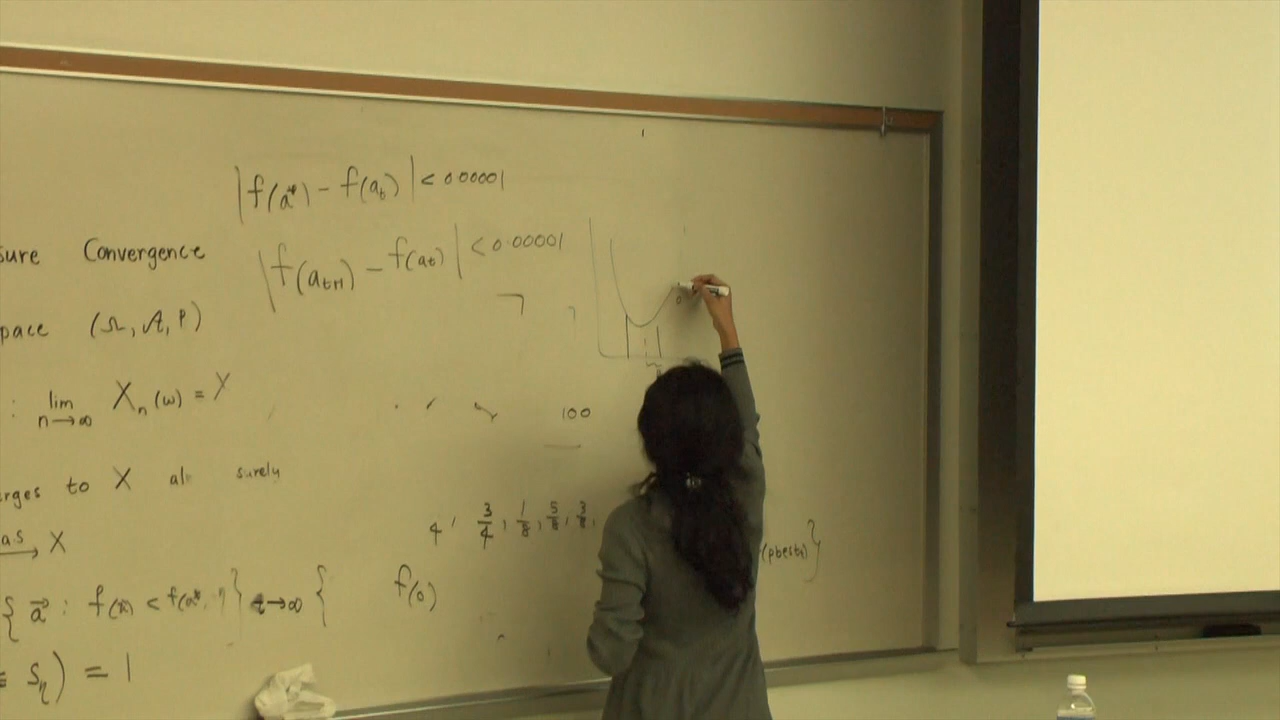 |f(a*) - f(a_t)| < 0.00001
sure Convergence
|f(a_{t+1}) - f(a_t)| < 0.00001
pace (Ω, A, P)
: lim_{n→∞} X_n(ω) = X
100
rges to X al surely
4, 3/4, 1/8, 5/8, 3/8,
a.s → X
(pbest_t)}
{a⃗ : f( ) < f(a* } t→∞ {
f(0)
S_η) = 1